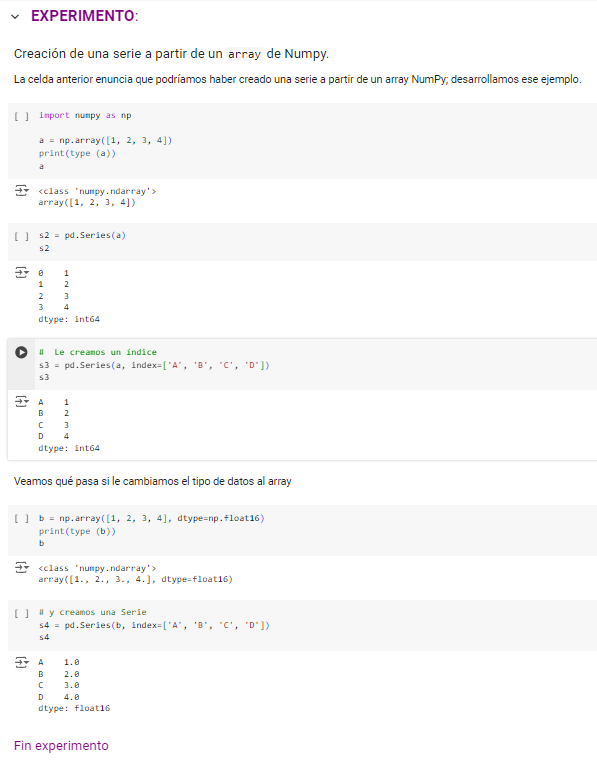 EXPERIMENTO:
Creación de una serie a partir de un array de Numpy.
La celda anterior enuncia que podríamos haber creado una serie a partir de un array NumPy; desarrollamos ese ejemplo.
[ ] import numpy as np
a = np.array([1, 2, 3, 4])
print(type (a))
a
<class 'numpy.ndarray'>
array([1, 2, 3, 4])
[ ] s2 = pd.Series(a)
s2
0 1
1 2
2 3
3 4
dtype: int64
# Le creamos un índice
s3 = pd.Series(a, index=['A', 'B', 'C', 'D'])
s3
A 1
B 2
C 3
D 4
dtype: int64
Veamos qué pasa si le cambiamos el tipo de datos al array
[ ] b = np.array([1, 2, 3, 4], dtype=np.float16)
print(type (b))
b
<class 'numpy.ndarray'>
array([1., 2., 3., 4.], dtype=float16)
[ ] # y creamos una Serie
s4 = pd.Series(b, index=['A', 'B', 'C', 'D'])
s4
A 1.0
B 2.0
C 3.0
D 4.0
dtype: float16
Fin experimento